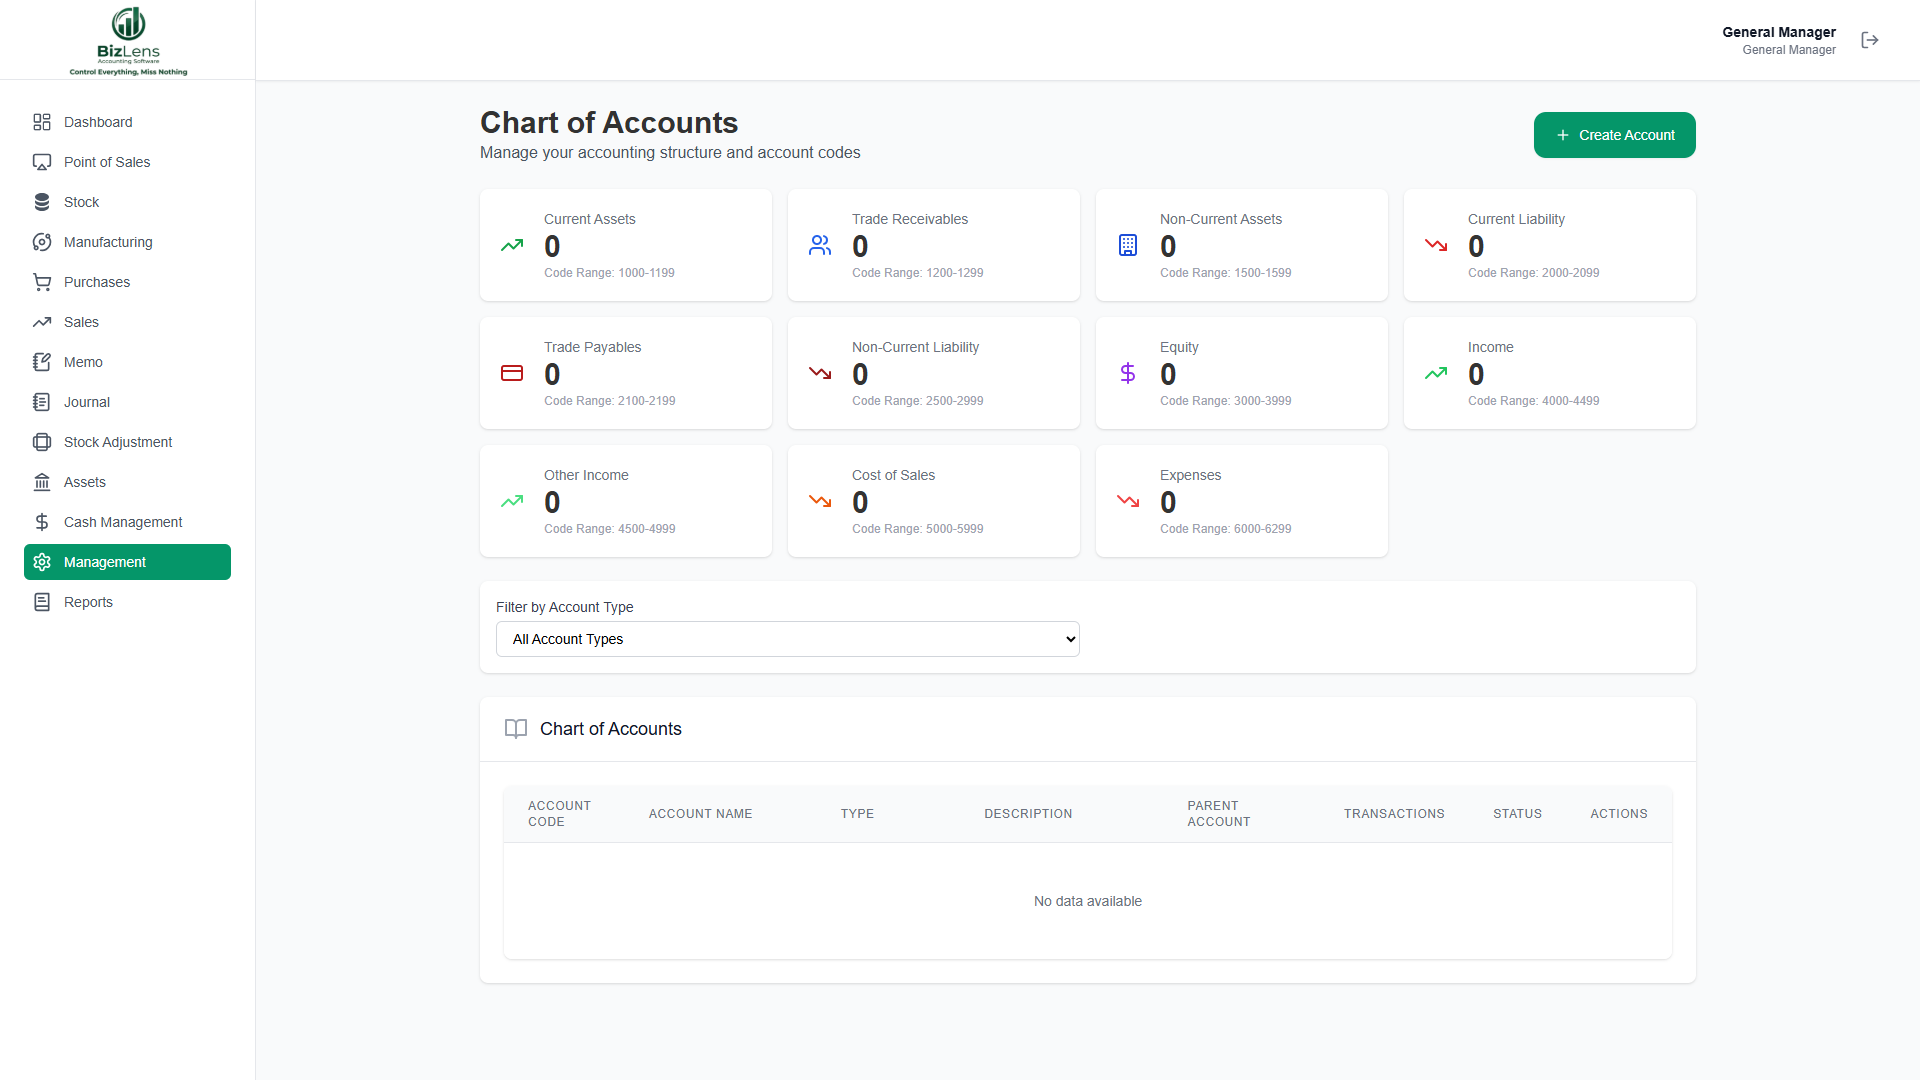 BizLens
Accounting Software
Control Everything, Miss Nothing
General Manager
General Manager
Dashboard
Point of Sales
Stock
Manufacturing
Purchases
Sales
Memo
Journal
Stock Adjustment
Assets
Cash Management
Management
Reports
Chart of Accounts
Manage your accounting structure and account codes
Create Account
Current Assets
0
Code Range: 1000-1199
Trade Receivables
0
Code Range: 1200-1299
Non-Current Assets
0
Code Range: 1500-1599
Current Liability
0
Code Range: 2000-2099
Trade Payables
0
Code Range: 2100-2199
Non-Current Liability
0
Code Range: 2500-2999
Equity
0
Code Range: 3000-3999
Income
0
Code Range: 4000-4499
Other Income
0
Code Range: 4500-4999
Cost of Sales
0
Code Range: 5000-5999
Expenses
0
Code Range: 6000-6299
Filter by Account Type
All Account Types
Chart of Accounts
ACCOUNT CODE
ACCOUNT NAME
TYPE
DESCRIPTION
PARENT ACCOUNT
TRANSACTIONS
STATUS
ACTIONS
No data available